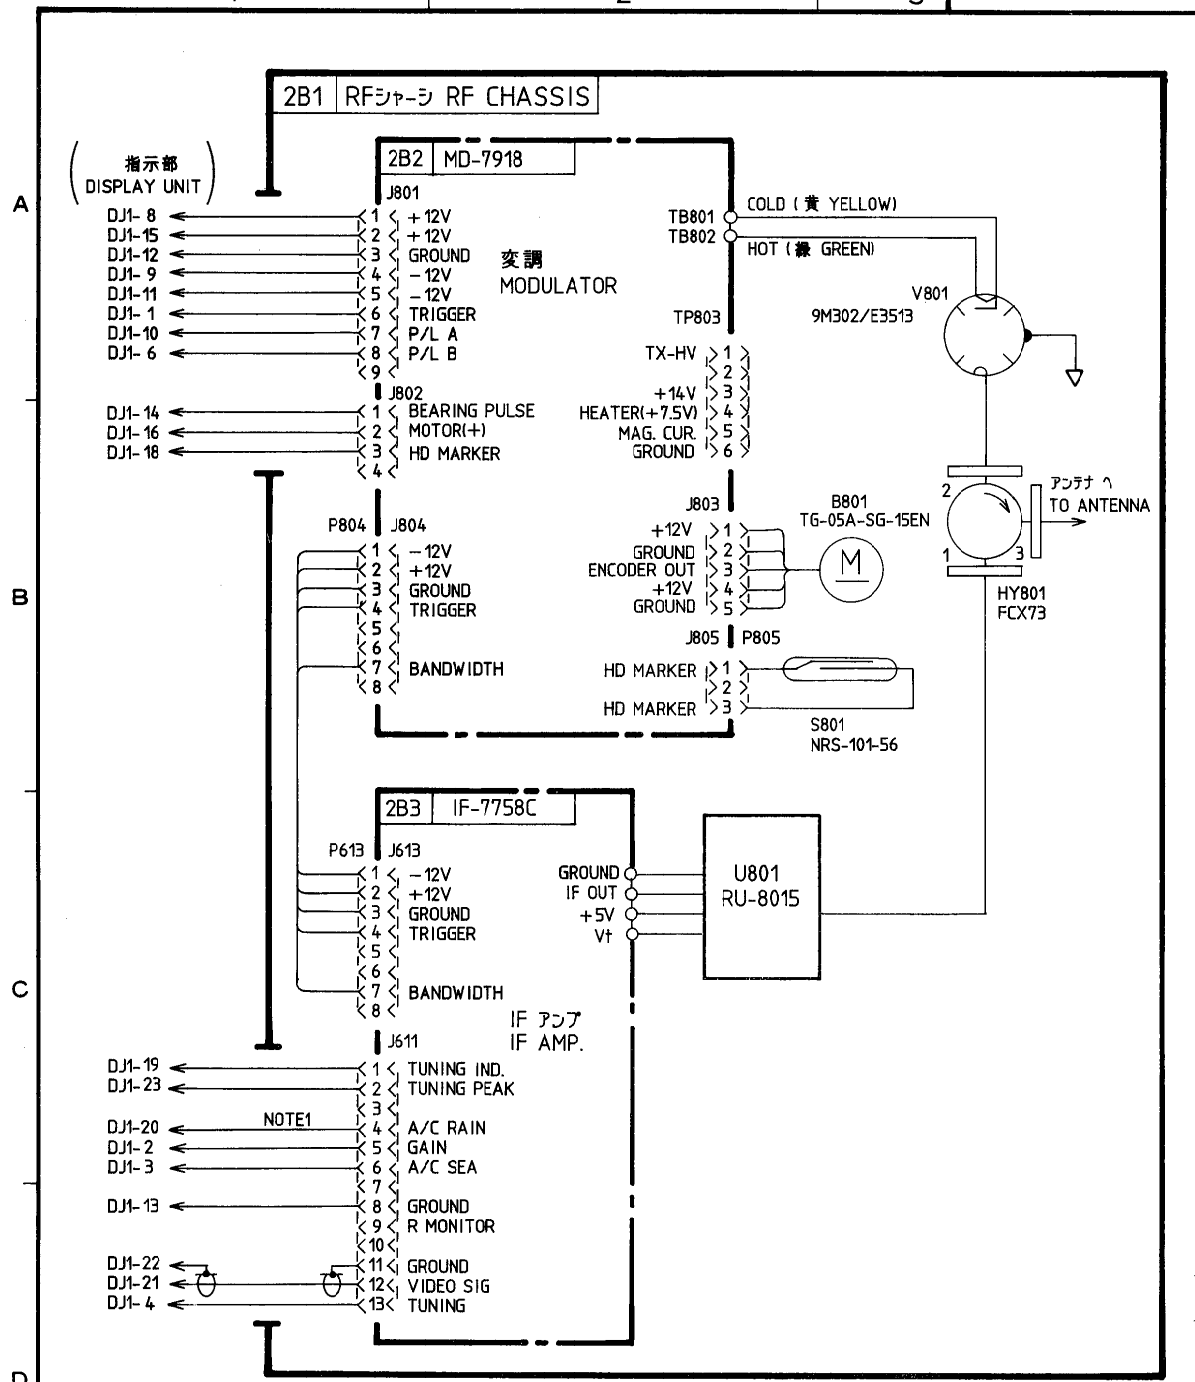 2
2B1 RFシャーシ RF CHASSIS
2B2 MD-7918
指示部
DISPLAY UNIT
A
J801
DJ1-8 1 +12V
DJ1-15 2 +12V
DJ1-12 3 GROUND
DJ1-9 4 -12V
DJ1-11 5 -12V
DJ1-1 6 TRIGGER
DJ1-10 7 P/L A
DJ1-6 8 P/L B
9
変調
MODULATOR
TB801 COLD (黄 YELLOW)
TB802 HOT (緑 GREEN)
V801
9M302/E3513
TP803
TX-HV 1
2
+14V 3
HEATER(+7.5V) 4
MAG. CUR. 5
GROUND 6
J802
DJ1-14 1 BEARING PULSE
DJ1-16 2 MOTOR(+)
DJ1-18 3 HD MARKER
4
2
アンテナ へ
TO ANTENNA
1 3
HY801
FCX73
B
P804 J804
1 -12V
2 +12V
3 GROUND
4 TRIGGER
5
6
7 BANDWIDTH
8
J803
+12V 1
GROUND 2
ENCODER OUT 3
+12V 4
GROUND 5
B801
TG-05A-SG-15EN
M
J805 P805
HD MARKER 1
2
HD MARKER 3
S801
NRS-101-56
2B3 IF-7758C
P613 J613
1 -12V
2 +12V
3 GROUND
4 TRIGGER
5
6
7 BANDWIDTH
8
GROUND
IF OUT
+5V
Vt
U801
RU-8015
C
IF アンプ
IF AMP.
J611
DJ1-19 1 TUNING IND.
DJ1-23 2 TUNING PEAK
3
DJ1-20 NOTE1 4 A/C RAIN
DJ1-2 5 GAIN
DJ1-3 6 A/C SEA
7
DJ1-13 8 GROUND
9 R MONITOR
10
DJ1-22 11 GROUND
DJ1-21 12 VIDEO SIG
DJ1-4 13 TUNING
D